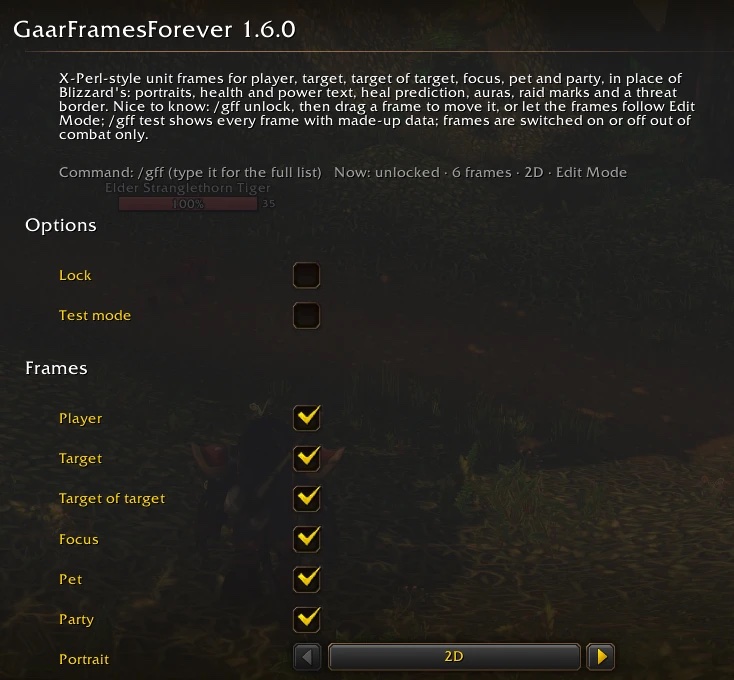 GaarFramesForever 1.6.0
X-Perl-style unit frames for player, target, target of target, focus, pet and party, in place of
Blizzard's: portraits, health and power text, heal prediction, auras, raid marks and a threat
border. Nice to know: /gff unlock, then drag a frame to move it, or let the frames follow Edit
Mode; /gff test shows every frame with made-up data; frames are switched on or off out of
combat only.
Command: /gff (type it for the full list)   Now: unlocked · 6 frames · 2D · Edit Mode
Elder Stranglethorn Tiger
100% 35
Options
Lock
Test mode
Frames
Player
Target
Target of target
Focus
Pet
Party
Portrait 2D